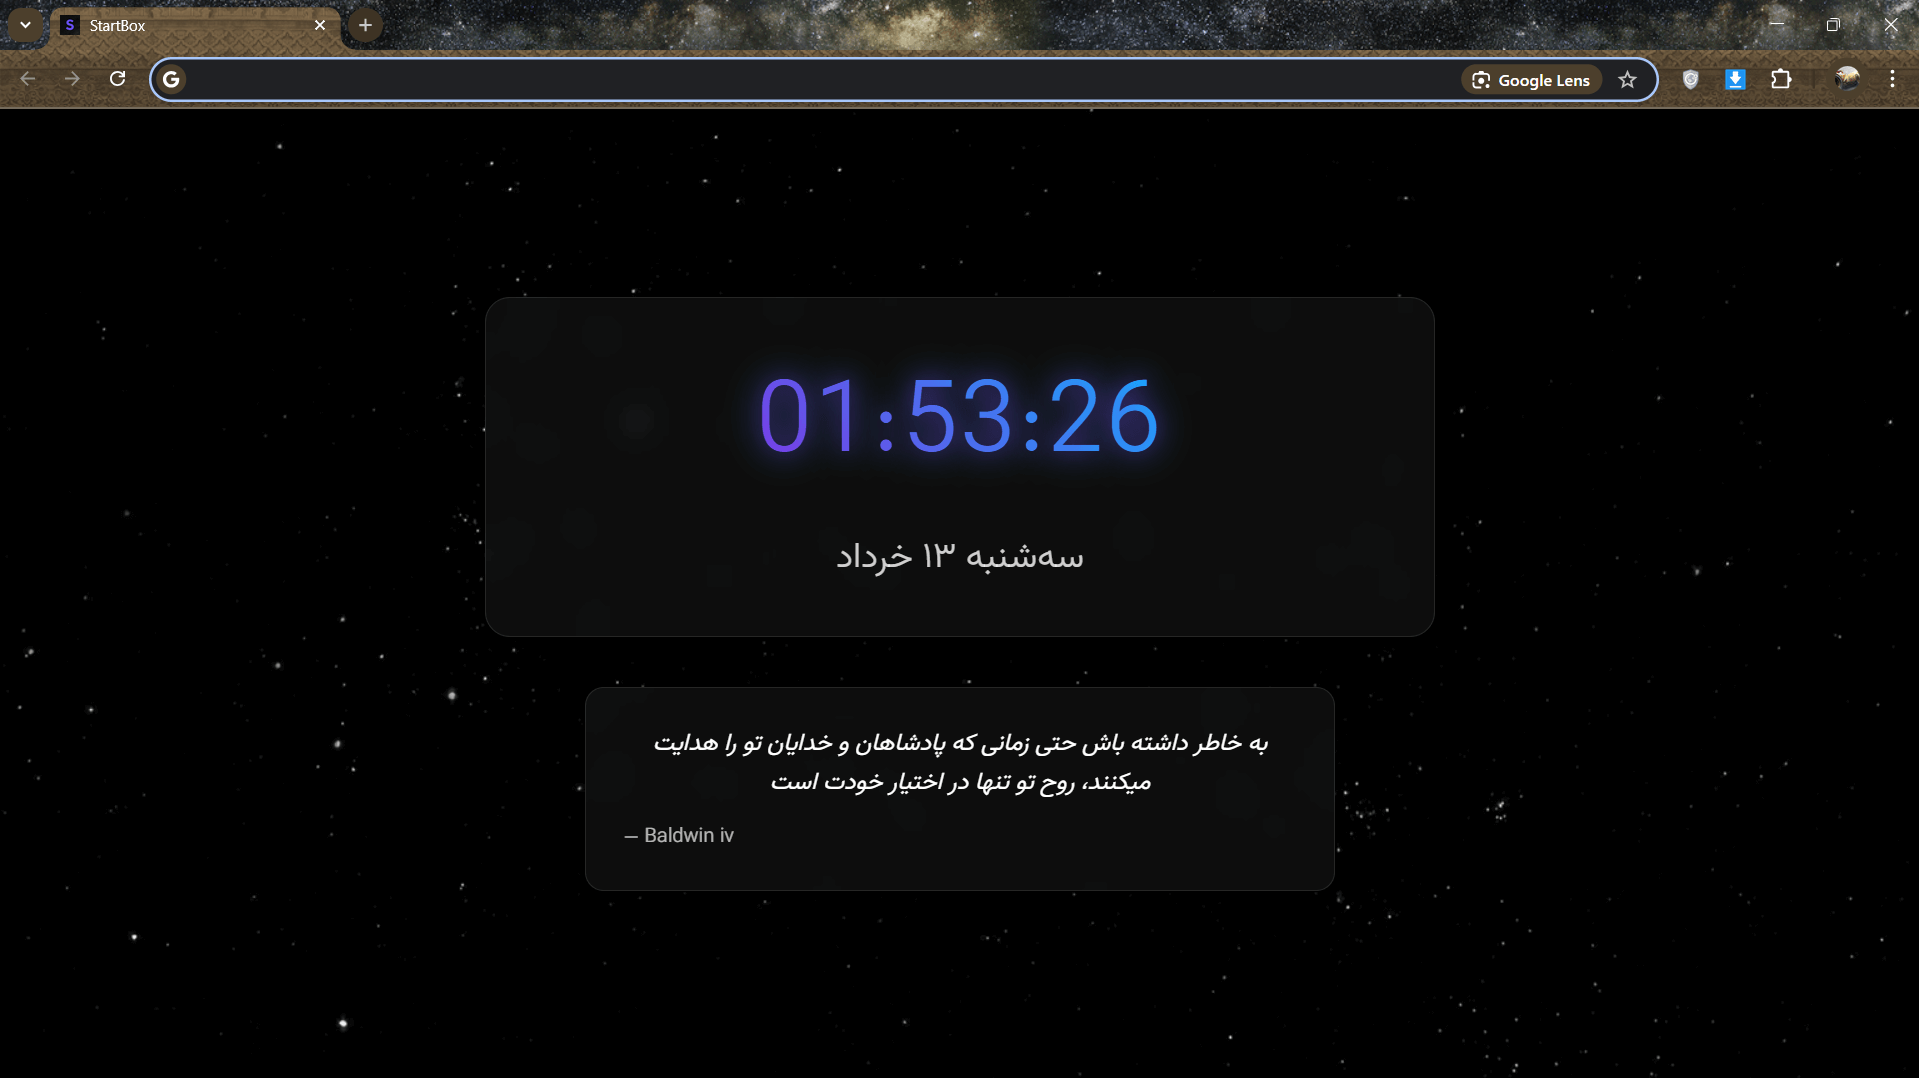 StartBox
Google Lens
01:53:26
سه‌شنبه ۱۳ خرداد
به خاطر داشته باش حتی زمانی که پادشاهان و خدایان تو را هدایت
میکنند، روح تو تنها در اختیار خودت است
— Baldwin iv